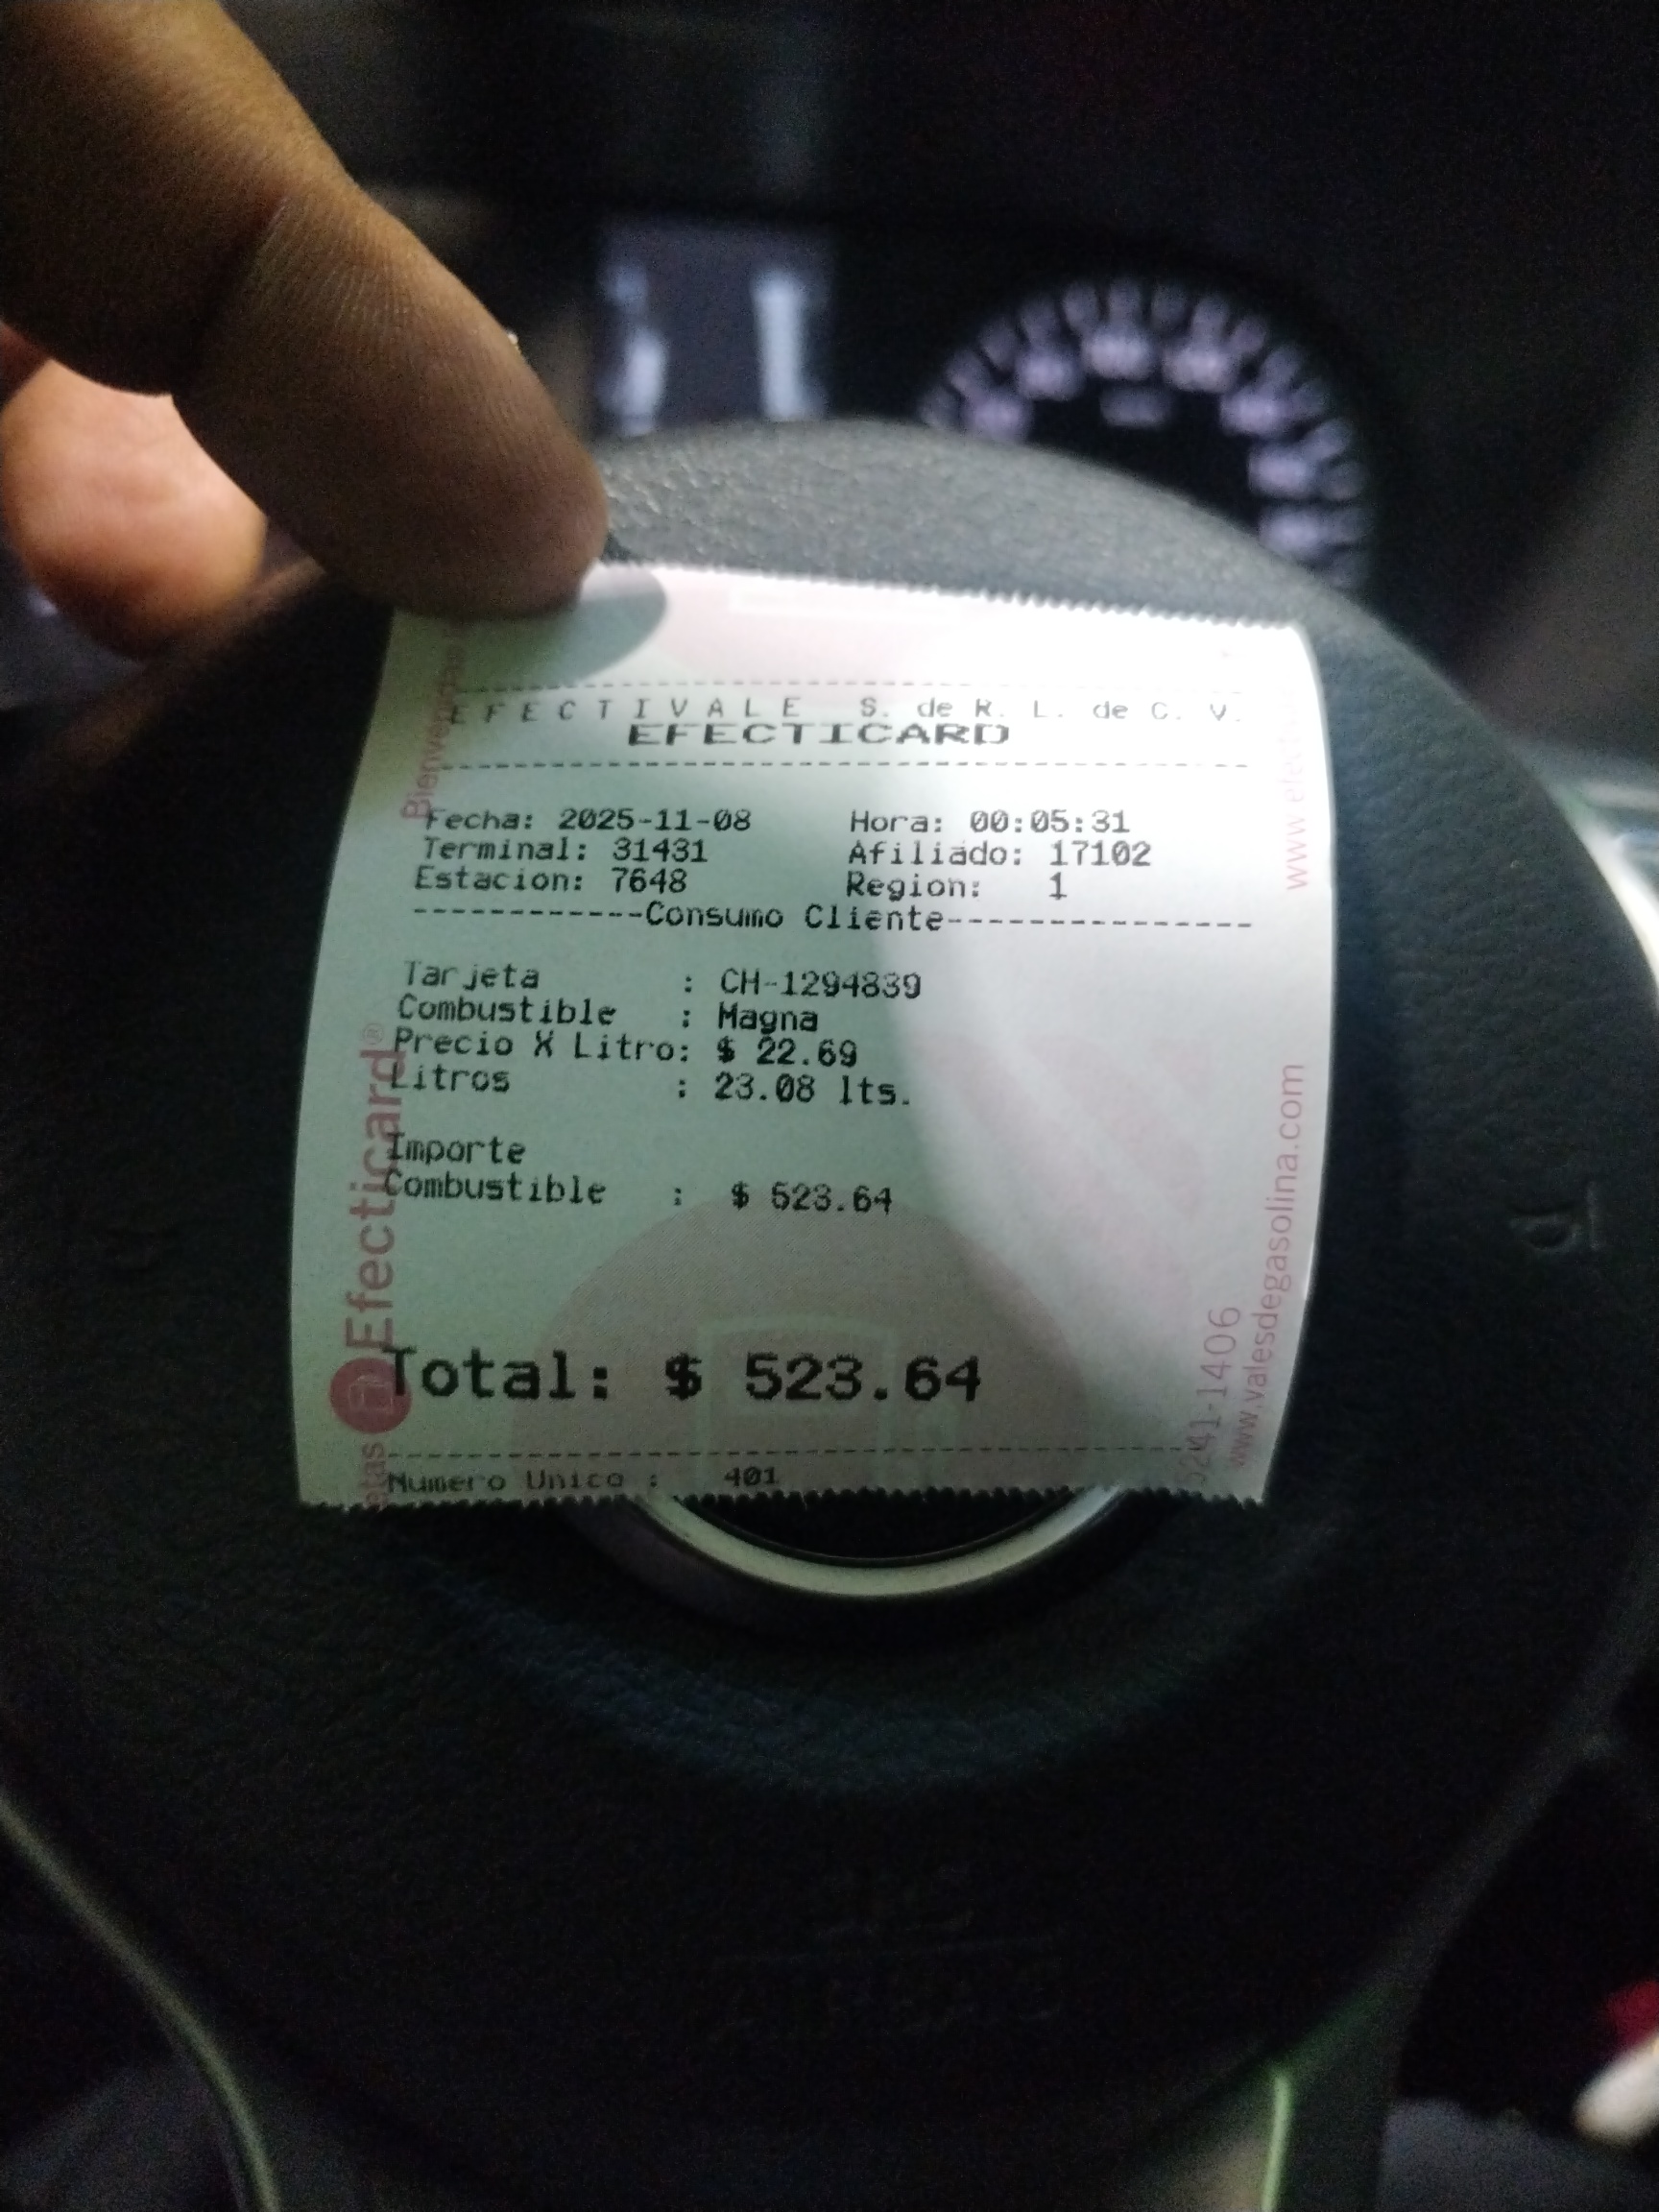 EFECTIVALE S. de R. L. de C. V.
EFECTICARD
Fecha: 2025-11-08 Hora: 00:05:31
Terminal: 31431 Afiliado: 17102
Estacion: 7648 Region: 1
------------Consumo Cliente----------------
Tarjeta : CH-1294839
Combustible : Magna
Precio X Litro: $ 22.69
Litros : 23.08 lts.
Importe
Combustible : $ 523.64
Total: $ 523.64
Numero Unico : 401
Efecticard®
5241-1406
www.valesdegasolina.com